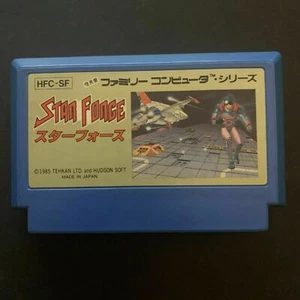 HFC-SF
ファミリー コンピュータ™ シリーズ
STAR FORCE
スターフォース
©1985 TEHKAN LTD. and HUDSON SOFT
MADE IN JAPAN